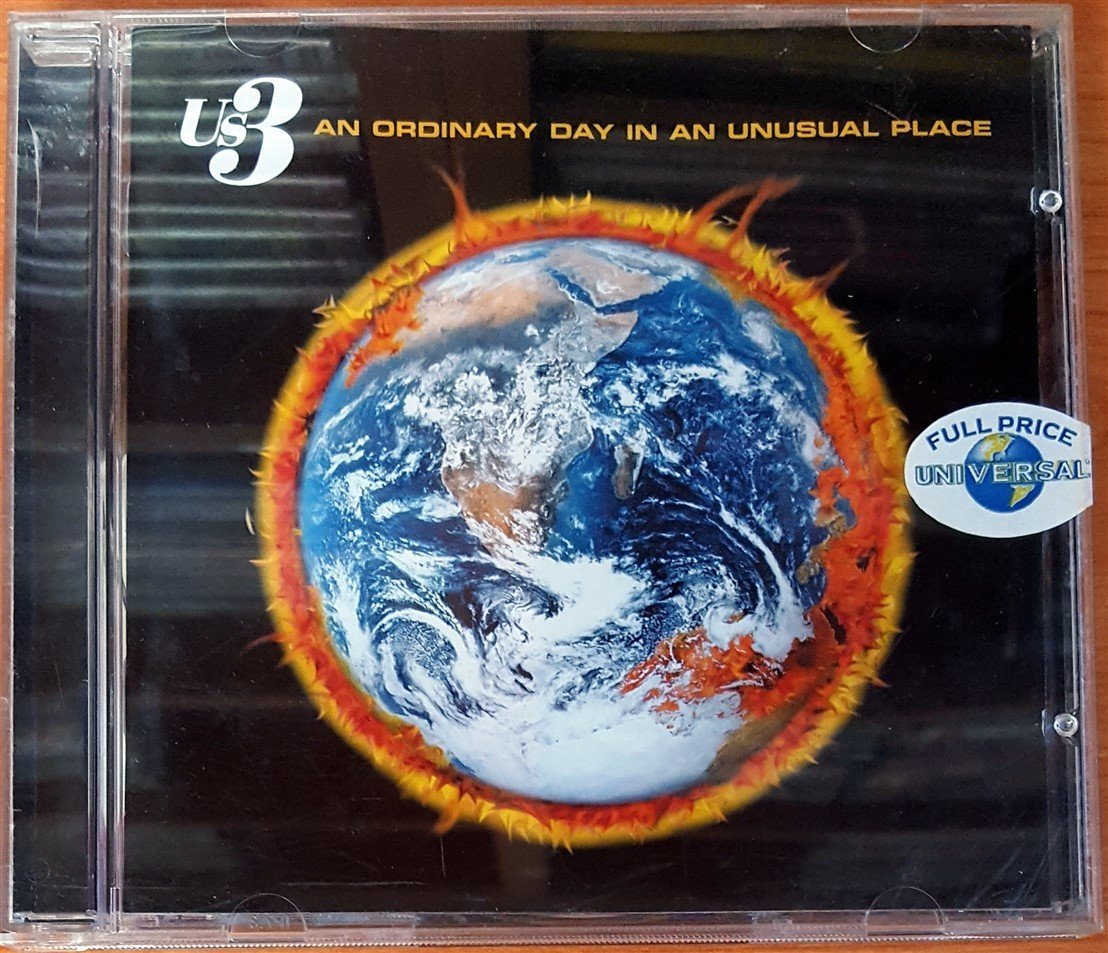 Us3 AN ORDINARY DAY IN AN UNUSUAL PLACE
FULL PRICE
UNIVERSAL